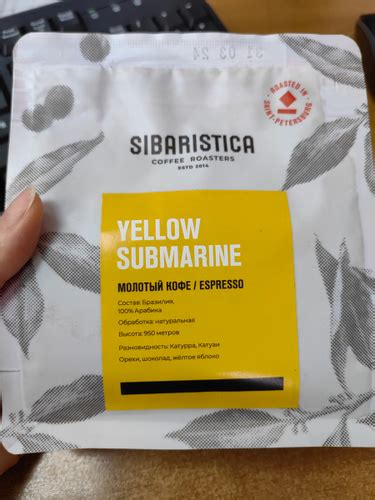 31 03 24
ROASTED IN
SAINT-PETERSBURG
SIBARISTICA
COFFEE ROASTERS
ESTD 2014
YELLOW
SUBMARINE
МОЛОТЫЙ КОФЕ / ESPRESSO
Состав: Бразилия,
100% Арабика
Обработка: натуральная
Высота: 950 метров
Разновидность: Катурра, Катуаи
Орехи, шоколад, жёлтое яблоко